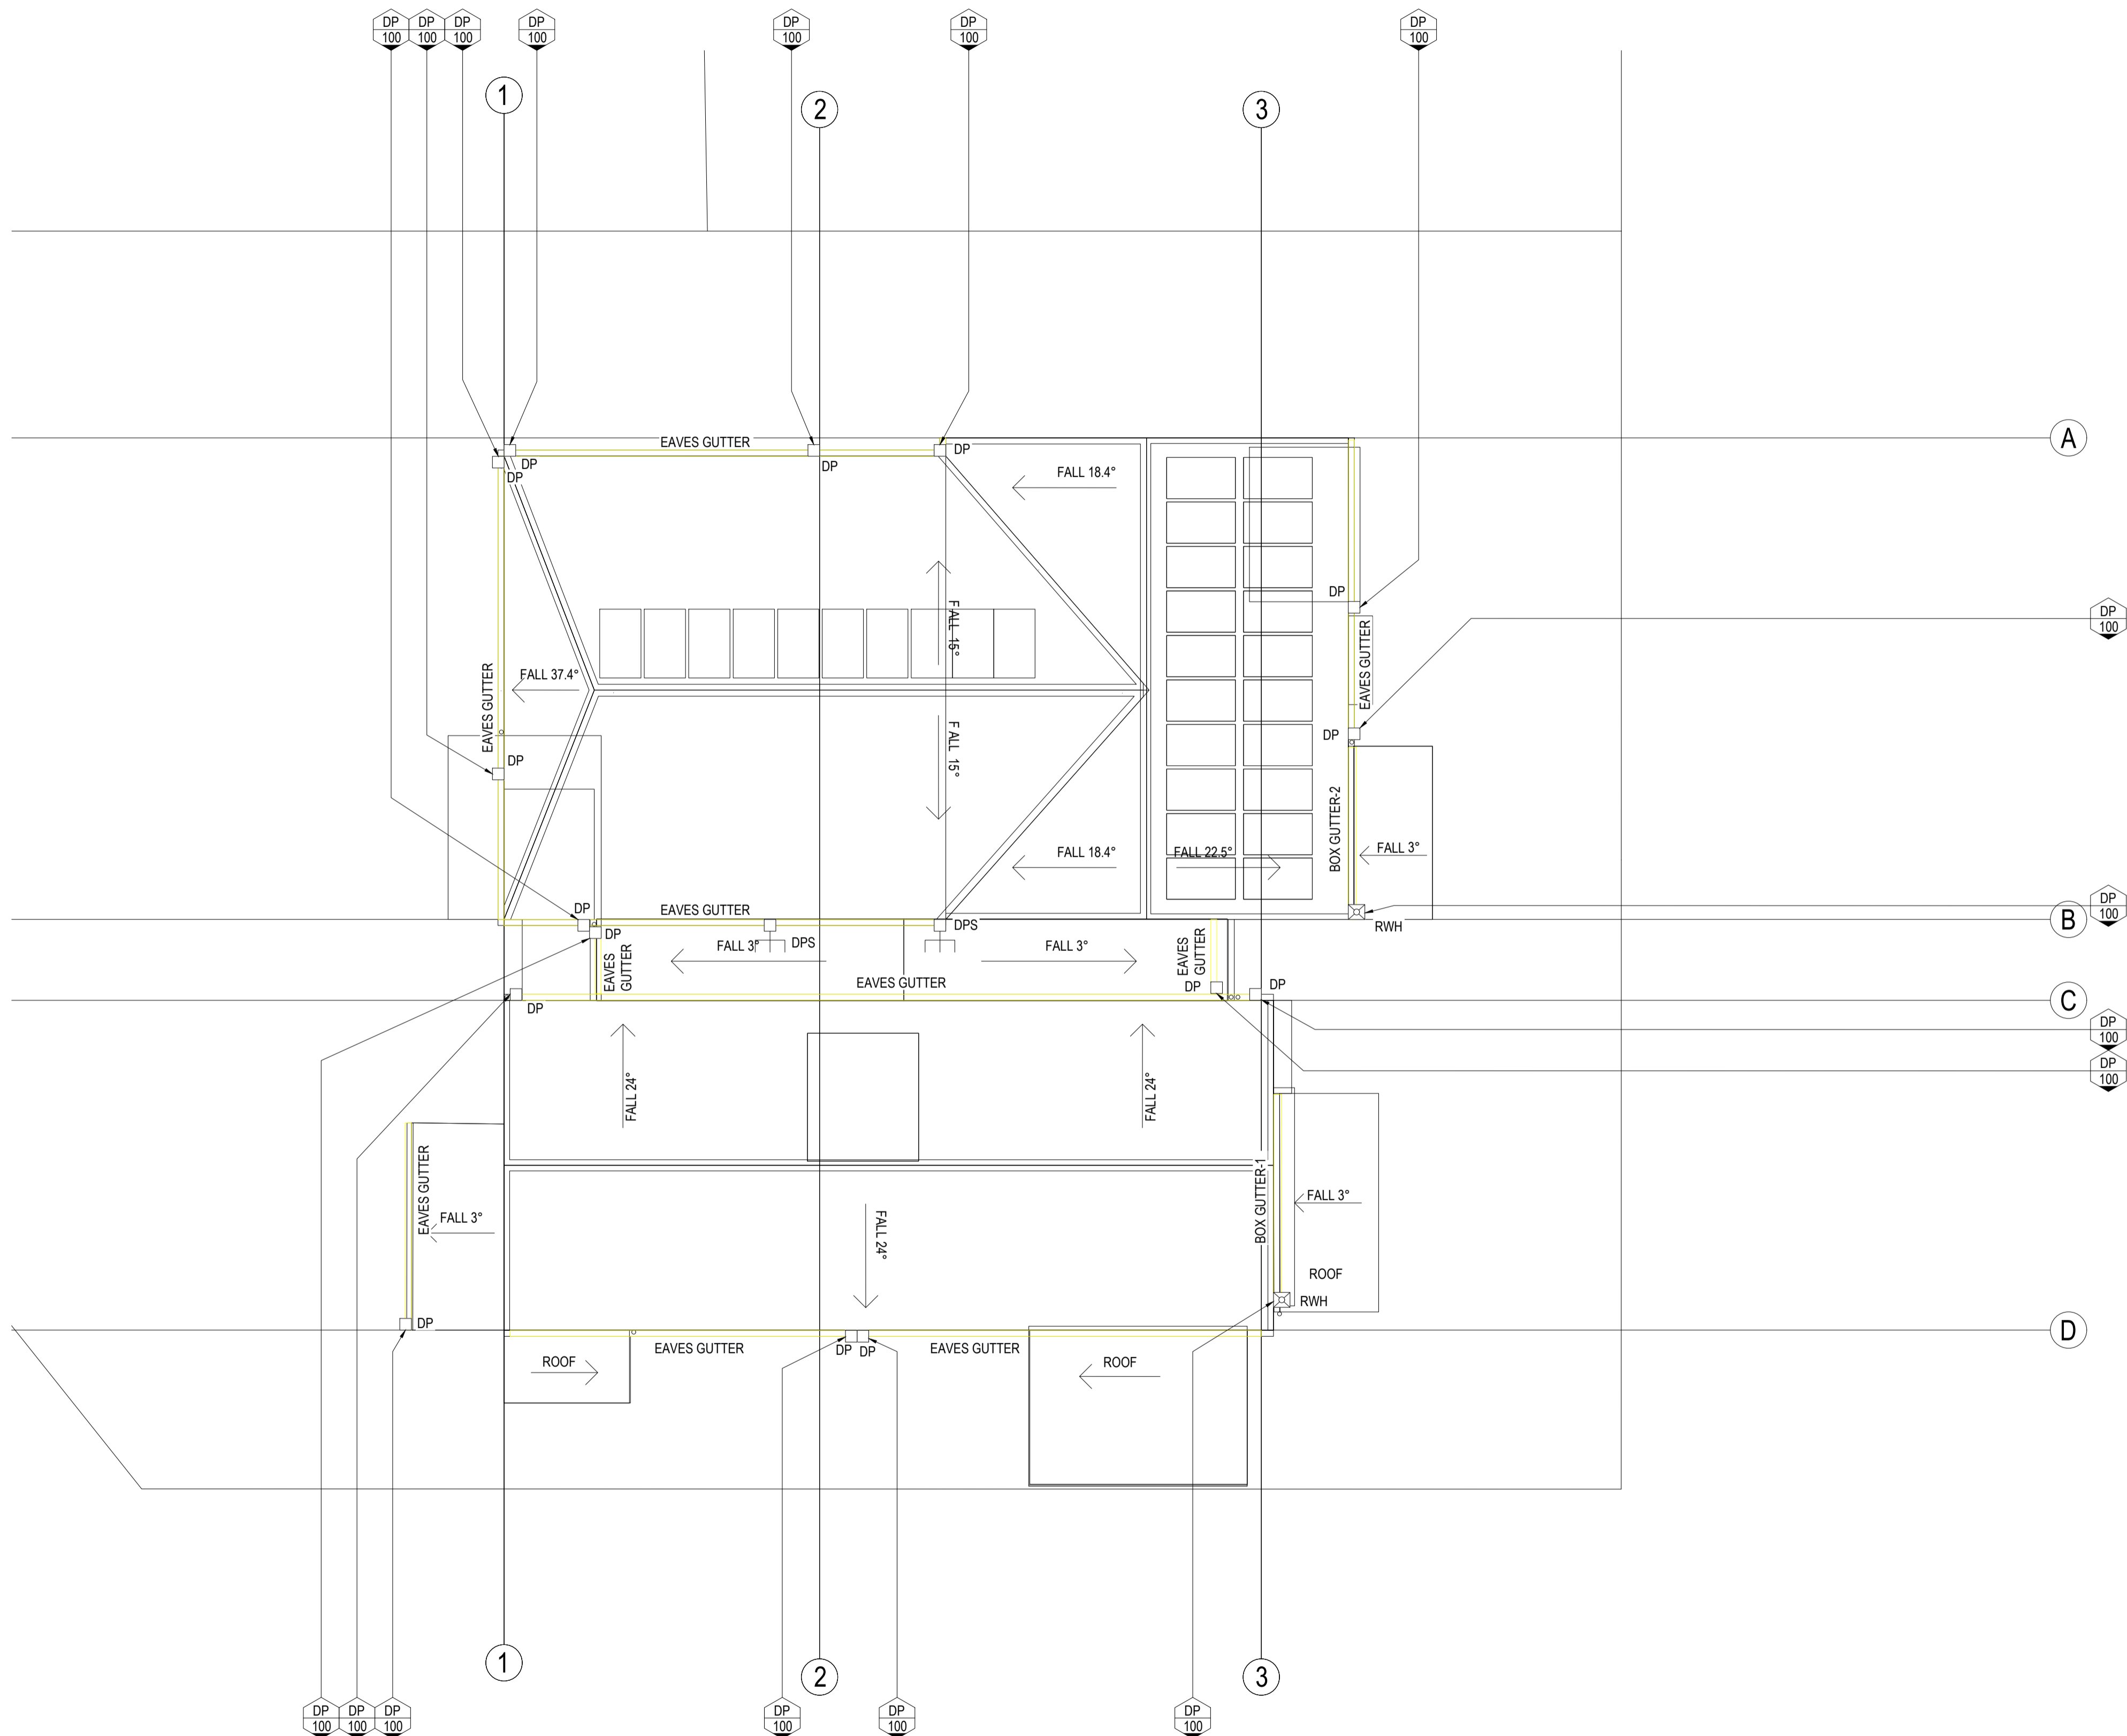 DP
100
DP
100
DP
100
DP
100
DP
100
DP
100
DP
100
1
2
3
EAVES GUTTER
A
DP
DP
DP
DP
FALL 18.4°
DP
FALL 15°
DP
100
EAVES GUTTER
EAVES GUTTER
FALL 37.4°
FALL 15°
DP
DP
BOX GUTTER-2
FALL 18.4°
FALL 22.5°
FALL 3°
DP
EAVES GUTTER
DP
100
B
RWH
DPS
DP
DPS
FALL 3°
FALL 3°
EAVES
GUTTER
EAVES
GUTTER
EAVES GUTTER
DP
DP
DP
C
DP
100
DP
100
FALL 24°
FALL 24°
EAVES GUTTER
BOX GUTTER-1
FALL 3°
FALL 3°
FALL 24°
ROOF
RWH
DP
D
EAVES GUTTER
DP
DP
EAVES GUTTER
ROOF
ROOF
1
2
3
DP
100
DP
100
DP
100
DP
100
DP
100
DP
100